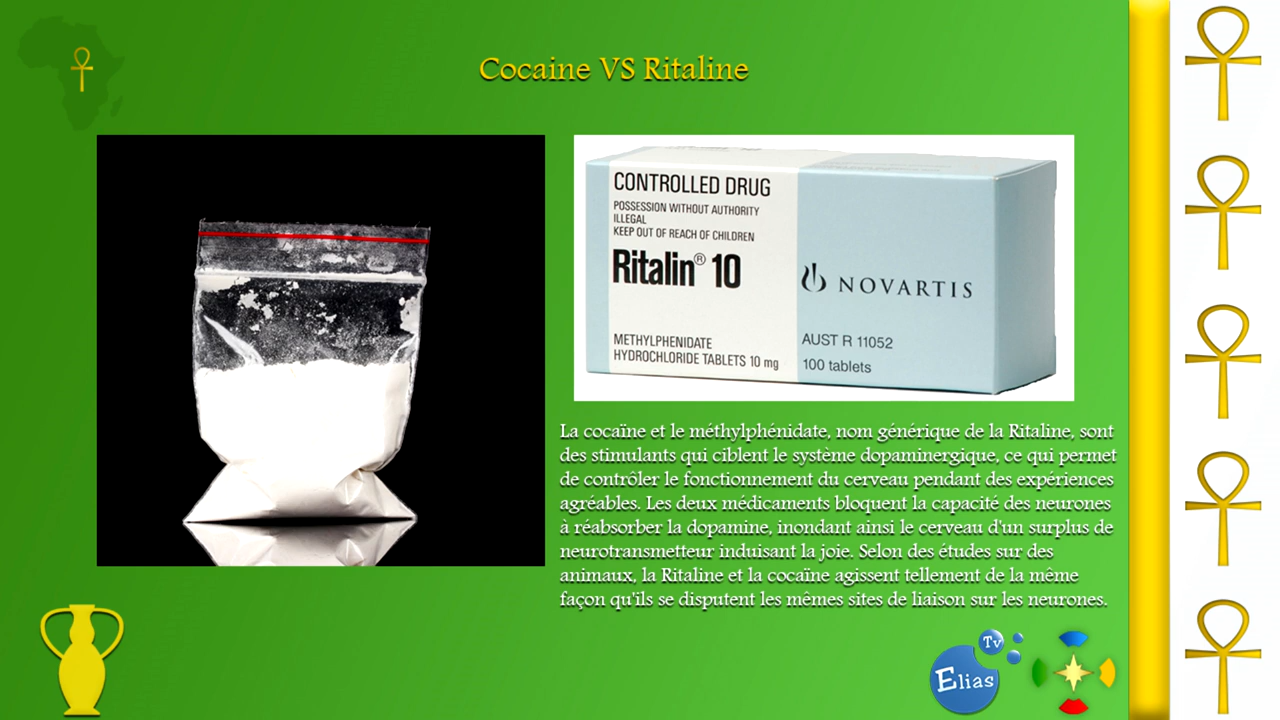 Cocaine VS Ritaline
CONTROLLED DRUG
POSSESSION WITHOUT AUTHORITY
ILLEGAL
KEEP OUT OF REACH OF CHILDREN
Ritalin® 10
METHYLPHENIDATE
HYDROCHLORIDE TABLETS 10 mg
NOVARTIS
AUST R 11052
100 tablets
La cocaïne et le méthylphénidate, nom générique de la Ritaline, sont
des stimulants qui ciblent le système dopaminergique, ce qui permet
de contrôler le fonctionnement du cerveau pendant des expériences
agréables. Les deux médicaments bloquent la capacité des neurones
à réabsorber la dopamine, inondant ainsi le cerveau d'un surplus de
neurotransmetteur induisant la joie. Selon des études sur des
animaux, la Ritaline et la cocaïne agissent tellement de la même
façon qu'ils se disputent les mêmes sites de liaison sur les neurones.
Tv
Elias